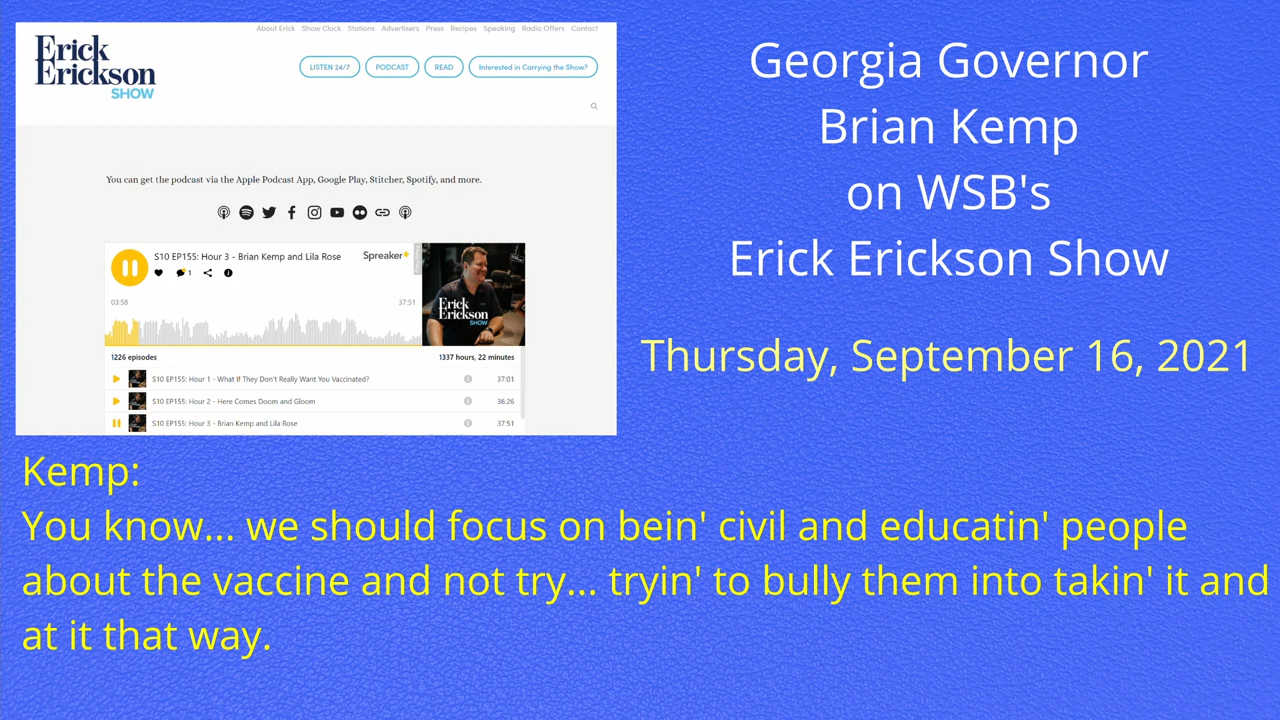 About Erick Show Clock Stations Advertisers Press Recipes Speaking Radio Offers Contact
Erick
Erickson
SHOW
LISTEN 24/7 PODCAST READ Interested in Carrying the Show?
You can get the podcast via the Apple Podcast App, Google Play, Stitcher, Spotify, and more.
S10 EP155: Hour 3 - Brian Kemp and Lila Rose
Spreaker
1
03:58 37:51
Erick
Erickson
SHOW
1226 episodes 1337 hours, 22 minutes
S10 EP155: Hour 1 - What If They Don't Really Want You Vaccinated? 37:01
S10 EP155: Hour 2 - Here Comes Doom and Gloom 36:26
S10 EP155: Hour 3 - Brian Kemp and Lila Rose 37:51
Georgia Governor
Brian Kemp
on WSB's
Erick Erickson Show
Thursday, September 16, 2021
Kemp:
You know... we should focus on bein' civil and educatin' people
about the vaccine and not try... tryin' to bully them into takin' it and
at it that way.